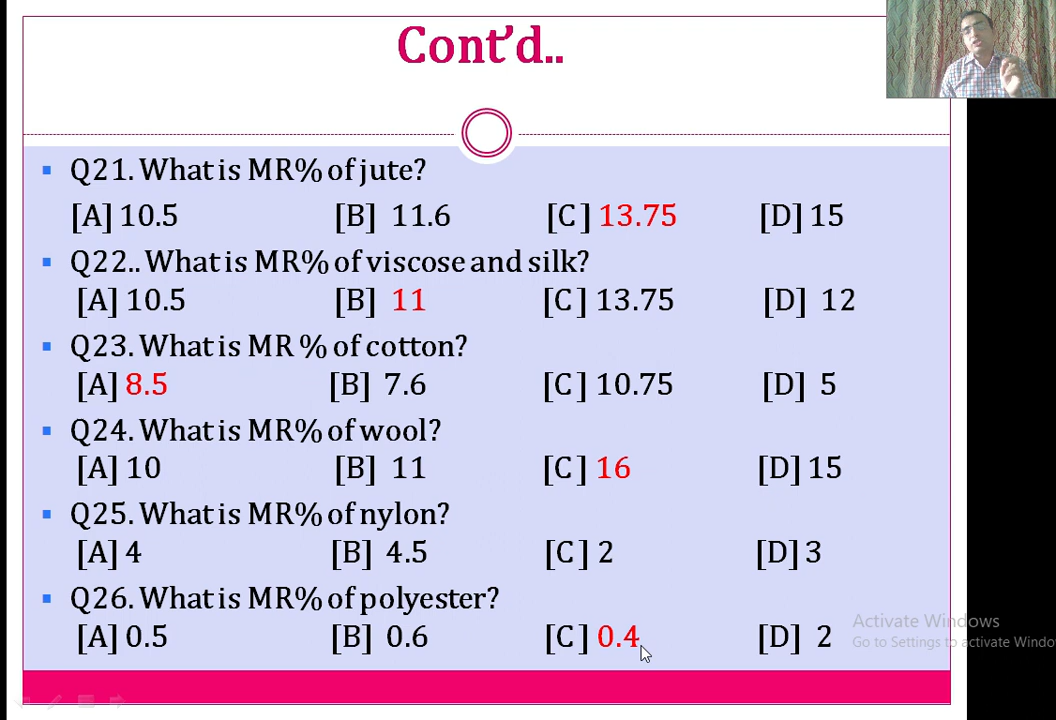 Cont'd..
Q21. What is MR% of jute?
[A] 10.5 [B] 11.6 [C] 13.75 [D] 15
Q22.. What is MR% of viscose and silk?
[A] 10.5 [B] 11 [C] 13.75 [D] 12
Q23. What is MR % of cotton?
[A] 8.5 [B] 7.6 [C] 10.75 [D] 5
Q24. What is MR% of wool?
[A] 10 [B] 11 [C] 16 [D] 15
Q25. What is MR% of nylon?
[A] 4 [B] 4.5 [C] 2 [D] 3
Q26. What is MR% of polyester?
[A] 0.5 [B] 0.6 [C] 0.4 [D] 2
Activate Windows
Go to Settings to activate Windo